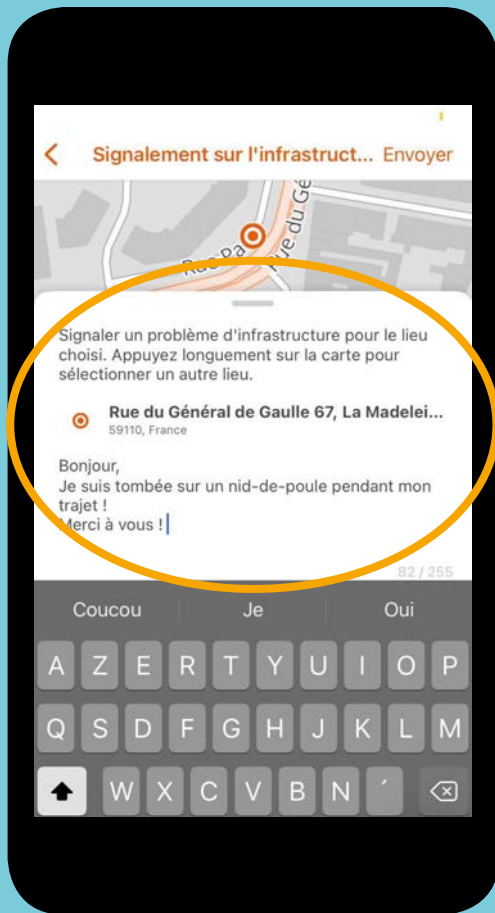 Signalement sur l'infrastruct... Envoyer
Rue Pa
Rue du Gé
Signaler un problème d'infrastructure pour le lieu
choisi. Appuyez longuement sur la carte pour
sélectionner un autre lieu.
Rue du Général de Gaulle 67, La Madelei...
59110, France
Bonjour,
Je suis tombée sur un nid-de-poule pendant mon
trajet !
Merci à vous !
82 / 255
Coucou Je Oui
A Z E R T Y U I O P
Q S D F G H J K L M
W X C V B N ´